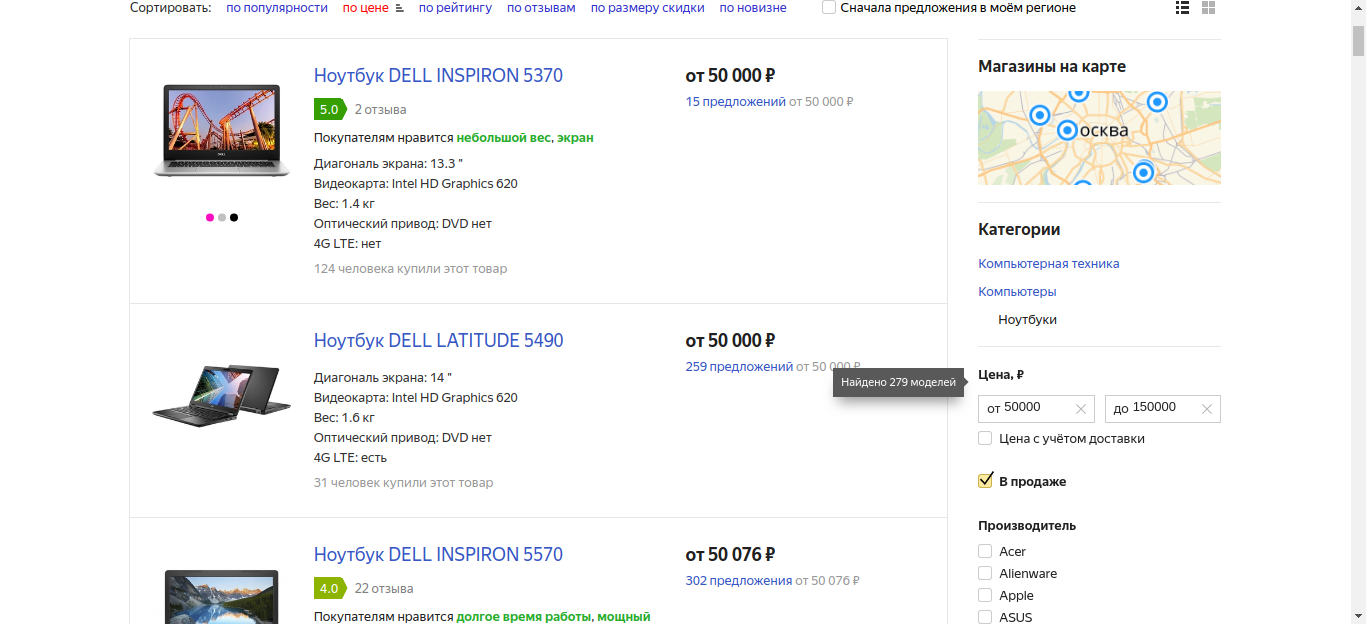 Сортировать: по популярности по цене по рейтингу по отзывам по размеру скидки по новизне Сначала предложения в моём регионе
Ноутбук DELL INSPIRON 5370
5.0 2 отзыва
Покупателям нравится небольшой вес, экран
Диагональ экрана: 13.3 "
Видеокарта: Intel HD Graphics 620
Вес: 1.4 кг
Оптический привод: DVD нет
4G LTE: нет
124 человека купили этот товар
от 50 000 ₽
15 предложений от 50 000 ₽
Ноутбук DELL LATITUDE 5490
Диагональ экрана: 14 "
Видеокарта: Intel HD Graphics 620
Вес: 1.6 кг
Оптический привод: DVD нет
4G LTE: есть
31 человек купили этот товар
от 50 000 ₽
259 предложений от 50 000 ₽
Ноутбук DELL INSPIRON 5570
4.0 22 отзыва
Покупателям нравится долгое время работы, мощный
от 50 076 ₽
302 предложения от 50 076 ₽
Магазины на карте
осква
Категории
Компьютерная техника
Компьютеры
Ноутбуки
Найдено 279 моделей
Цена, ₽
от 50000 до 150000
Цена с учётом доставки
В продаже
Производитель
Acer
Alienware
Apple
ASUS